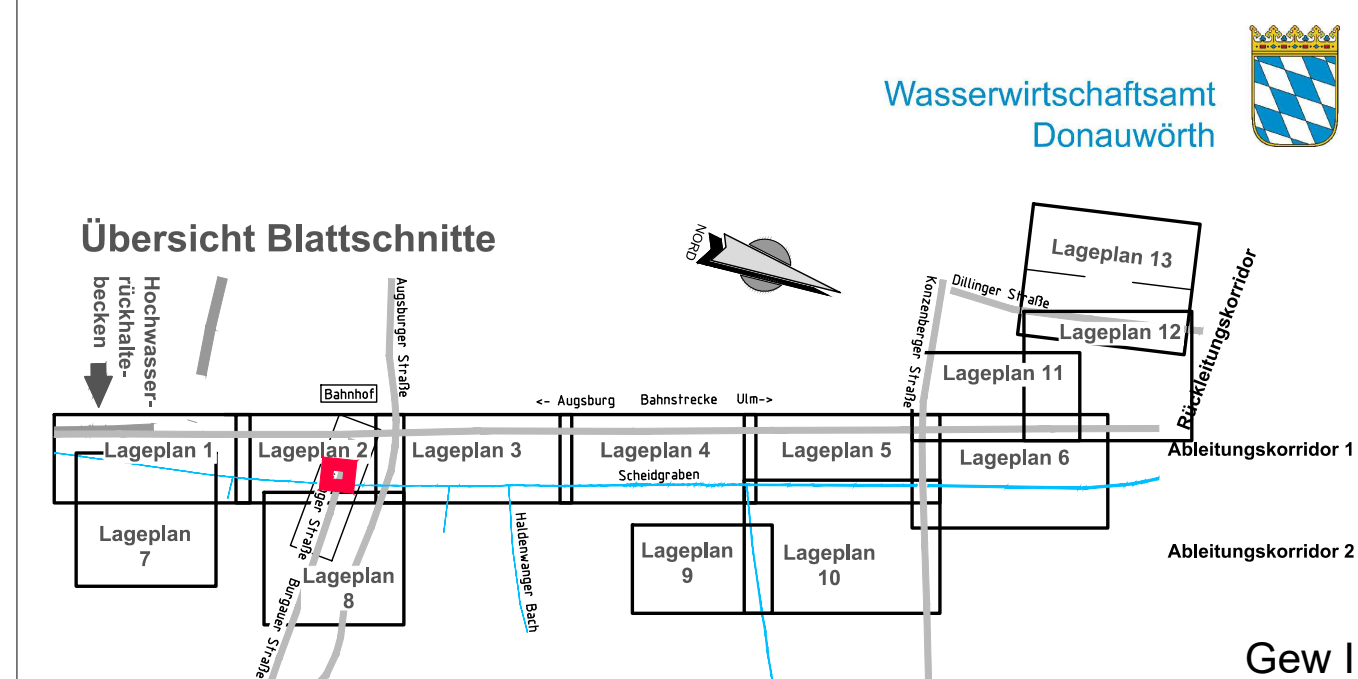 Wasserwirtschaftsamt
Donauwörth
Übersicht Blattschnitte
NORD
Hochwasser-
rückhalte-
becken
Augsburger Straße
Konzenberger Straße
Dillinger Straße
Lageplan 13
Lageplan 12
Rückleitungskorridor
Lageplan 11
Bahnhof
<- Augsburg Bahnstrecke Ulm->
Lageplan 1
Lageplan 2
Lageplan 3
Lageplan 4
Lageplan 5
Lageplan 6
Ableitungskorridor 1
Scheidgraben
Lageplan
7
ger Straße
Burgauer Straße
Lageplan
8
Haldenwanger Bach
Lageplan
9
Lageplan
10
Ableitungskorridor 2
Gew I